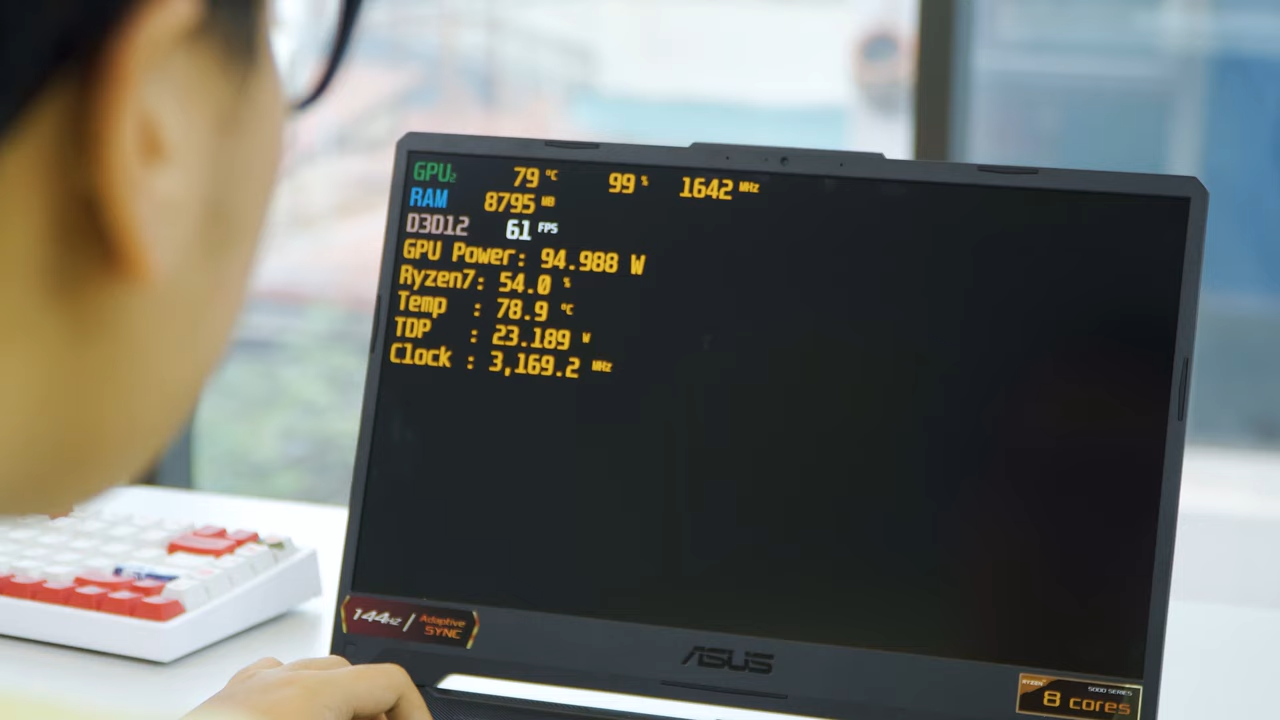 GPU₂ 79 °C 99 % 1642 MHz
RAM 8795 MB
D3D12 61 FPS
GPU Power: 94.988 W
Ryzen7: 54.0 %
Temp : 78.9 °C
TDP : 23.189 W
Clock : 3,169.2 MHz
144Hz / Adaptive SYNC
ASUS
RYZEN 5000 SERIES
8 cores